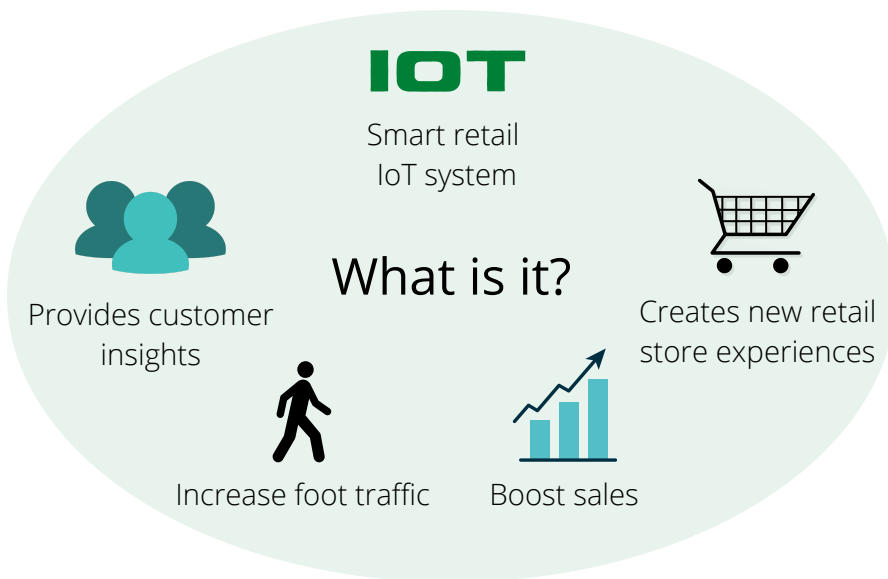 IOT
Smart retail
IoT system
What is it?
Provides customer
insights
Creates new retail
store experiences
Increase foot traffic
Boost sales